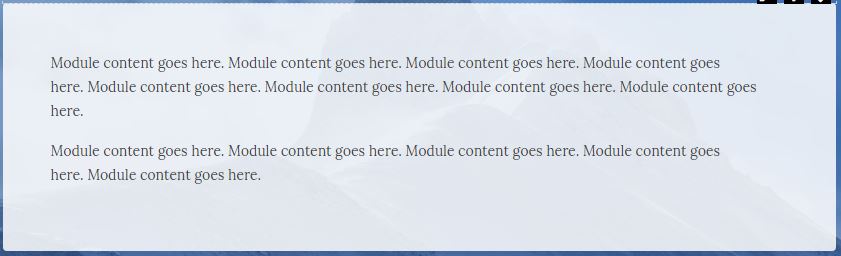 Module content goes here. Module content goes here. Module content goes here. Module content goes
here. Module content goes here. Module content goes here. Module content goes here. Module content goes
here.
Module content goes here. Module content goes here. Module content goes here. Module content goes
here. Module content goes here.